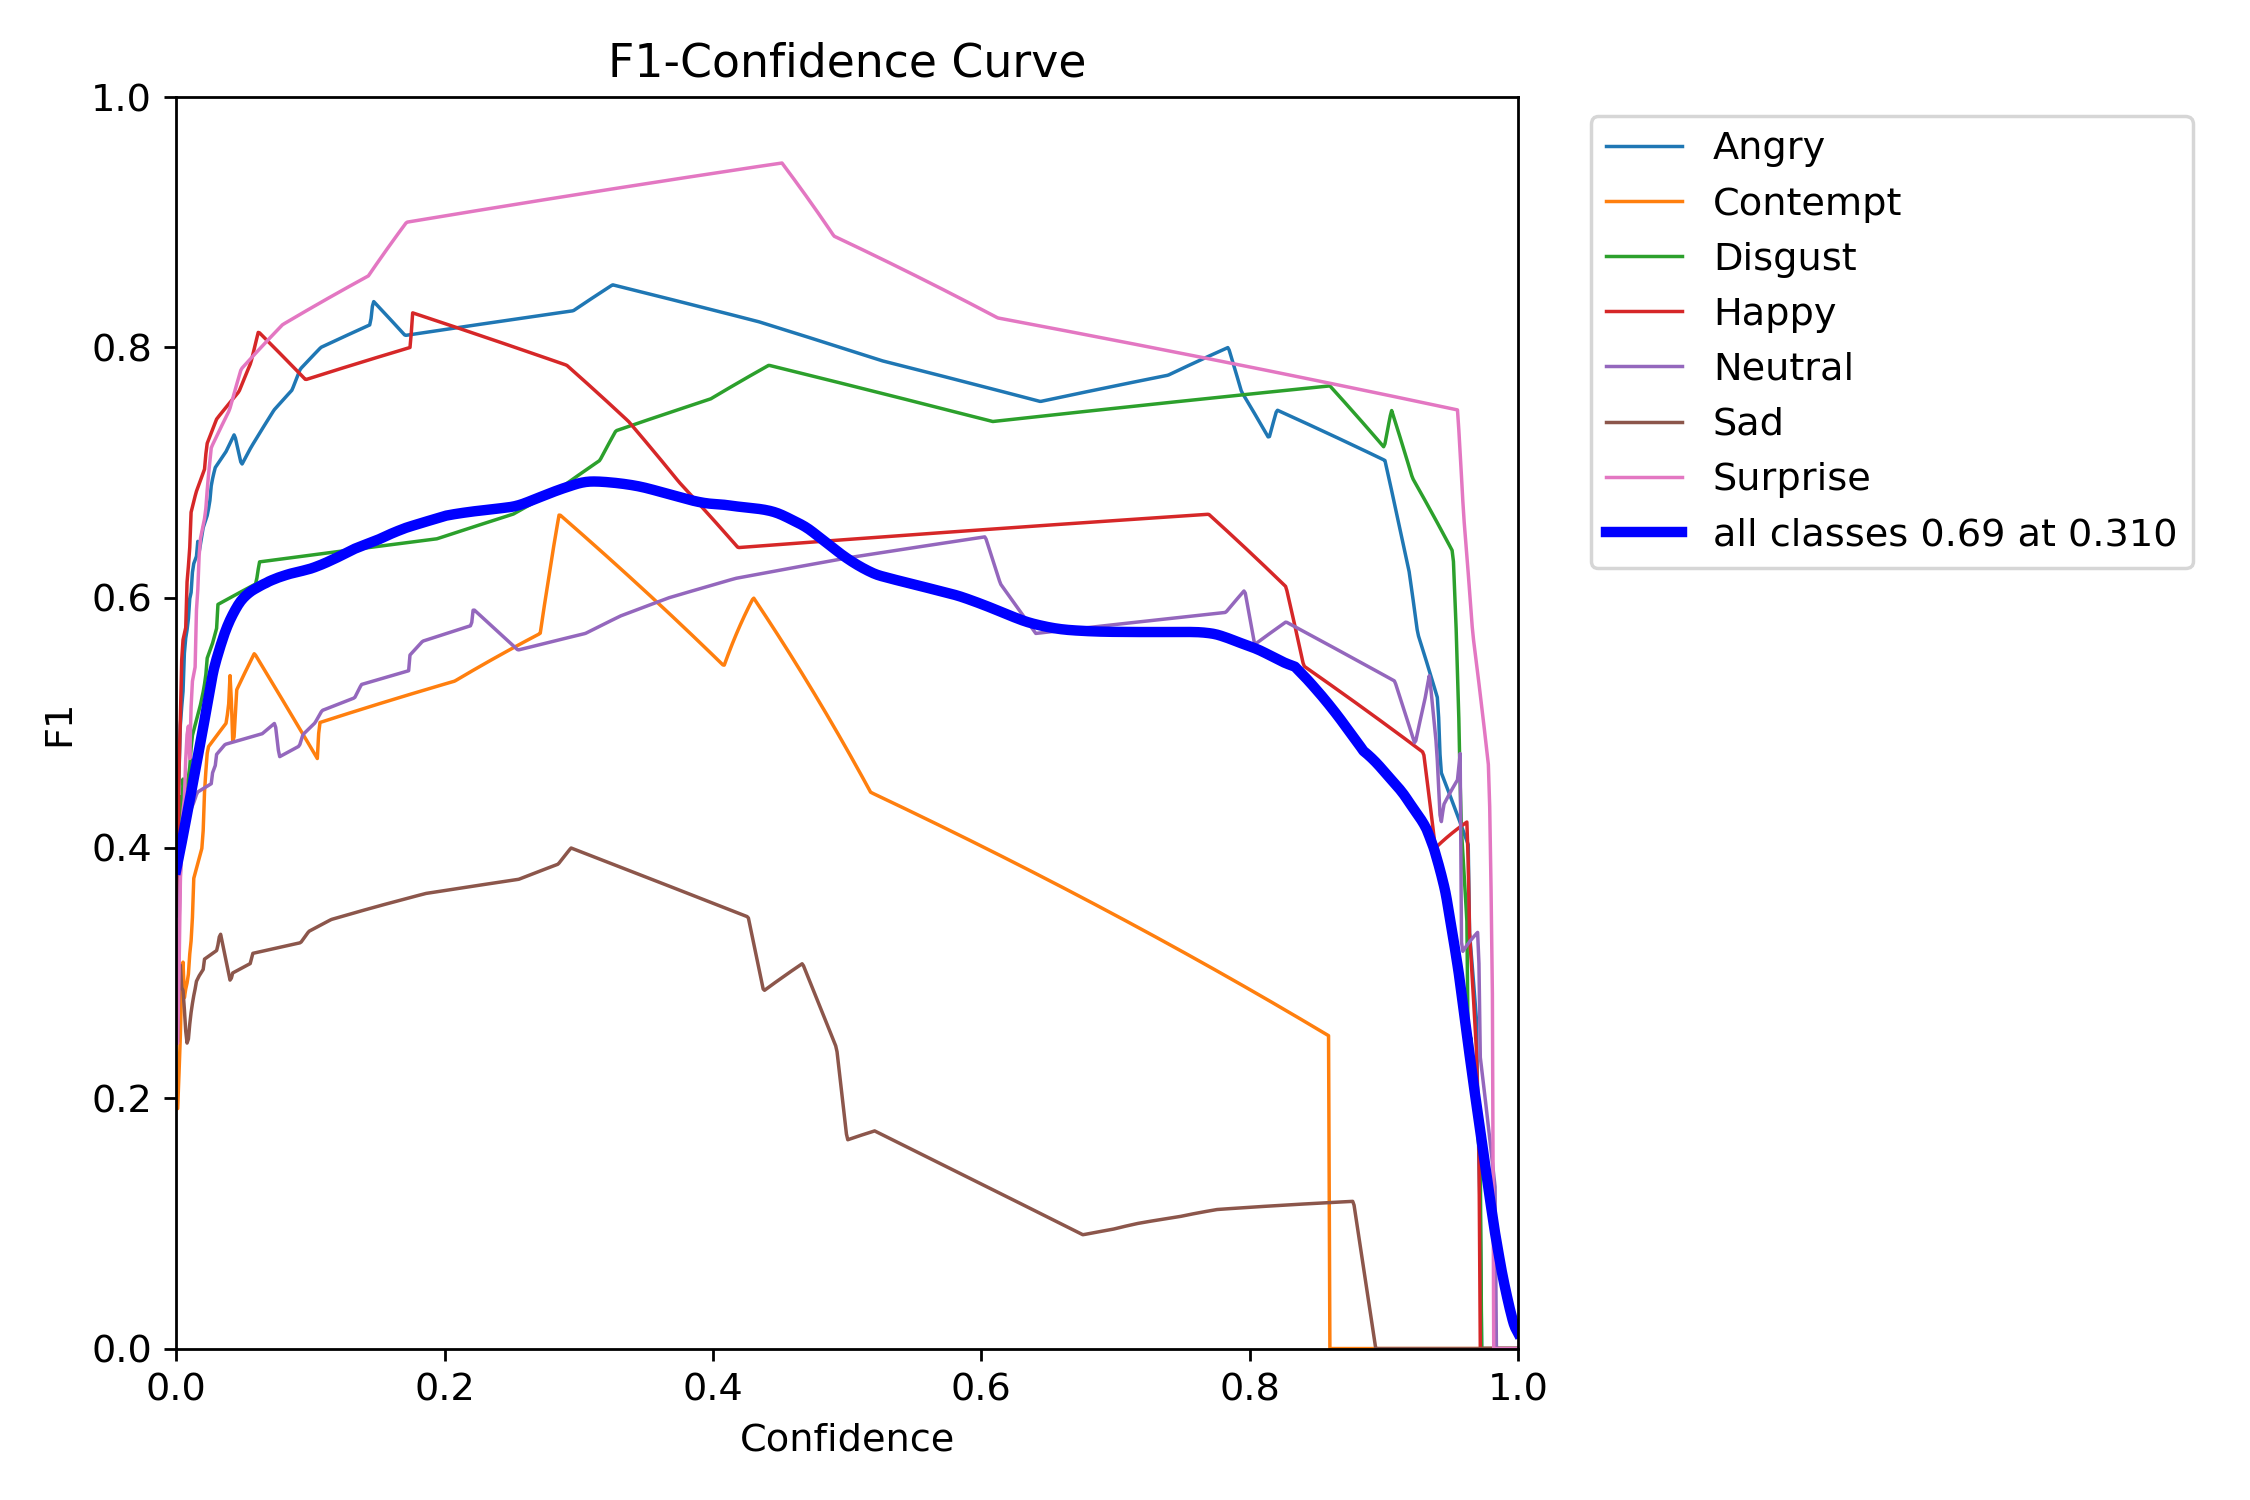 F1-Confidence Curve
1.0
0.8
0.6
0.4
0.2
0.0
F1
0.0 0.2 0.4 0.6 0.8 1.0
Confidence
Angry
Contempt
Disgust
Happy
Neutral
Sad
Surprise
all classes 0.69 at 0.310